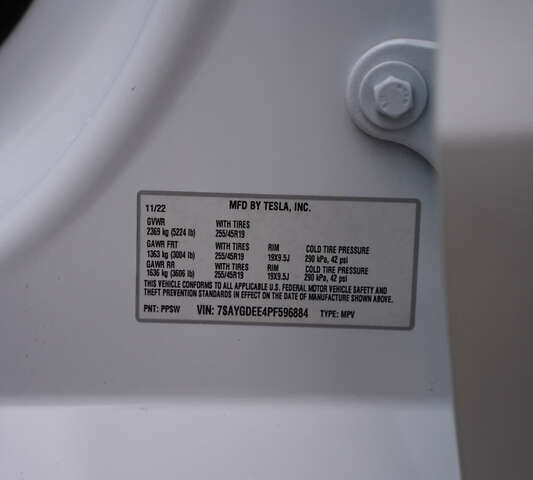 MFD BY TESLA, INC.
11/22
GVWR WITH TIRES
2369 kg (5224 lb) 255/45R19
GAWR FRT WITH TIRES RIM COLD TIRE PRESSURE
1363 kg (3004 lb) 255/45R19 19X9.5J 290 kPa, 42 psi
GAWR RR WITH TIRES RIM COLD TIRE PRESSURE
1636 kg (3606 lb) 255/45R19 19X9.5J 290 kPa, 42 psi
THIS VEHICLE CONFORMS TO ALL APPLICABLE U.S. FEDERAL MOTOR VEHICLE SAFETY AND
THEFT PREVENTION STANDARDS IN EFFECT ON THE DATE OF MANUFACTURE SHOWN ABOVE.
PNT: PPSW VIN: 7SAYGDEE4PF596884 TYPE: MPV